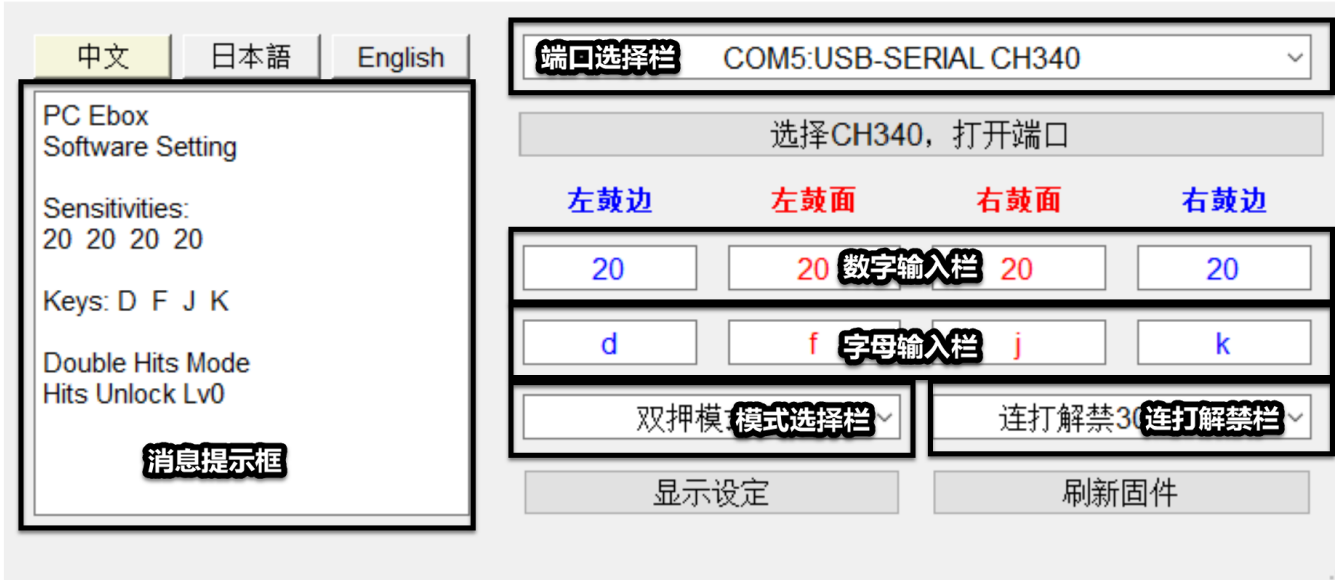 中文
日本語
English
PC Ebox
Software Setting
Sensitivities:
20 20 20 20
Keys: D F J K
Double Hits Mode
Hits Unlock Lv0
消息提示框
端口选择栏
COM5:USB-SERIAL CH340
选择CH340，打开端口
左鼓边
左鼓面
右鼓面
右鼓边
20
20
数字输入栏
20
20
d
f
字母输入栏
j
k
双押模
模式选择栏
连打解禁30
连打解禁栏
显示设定
刷新固件